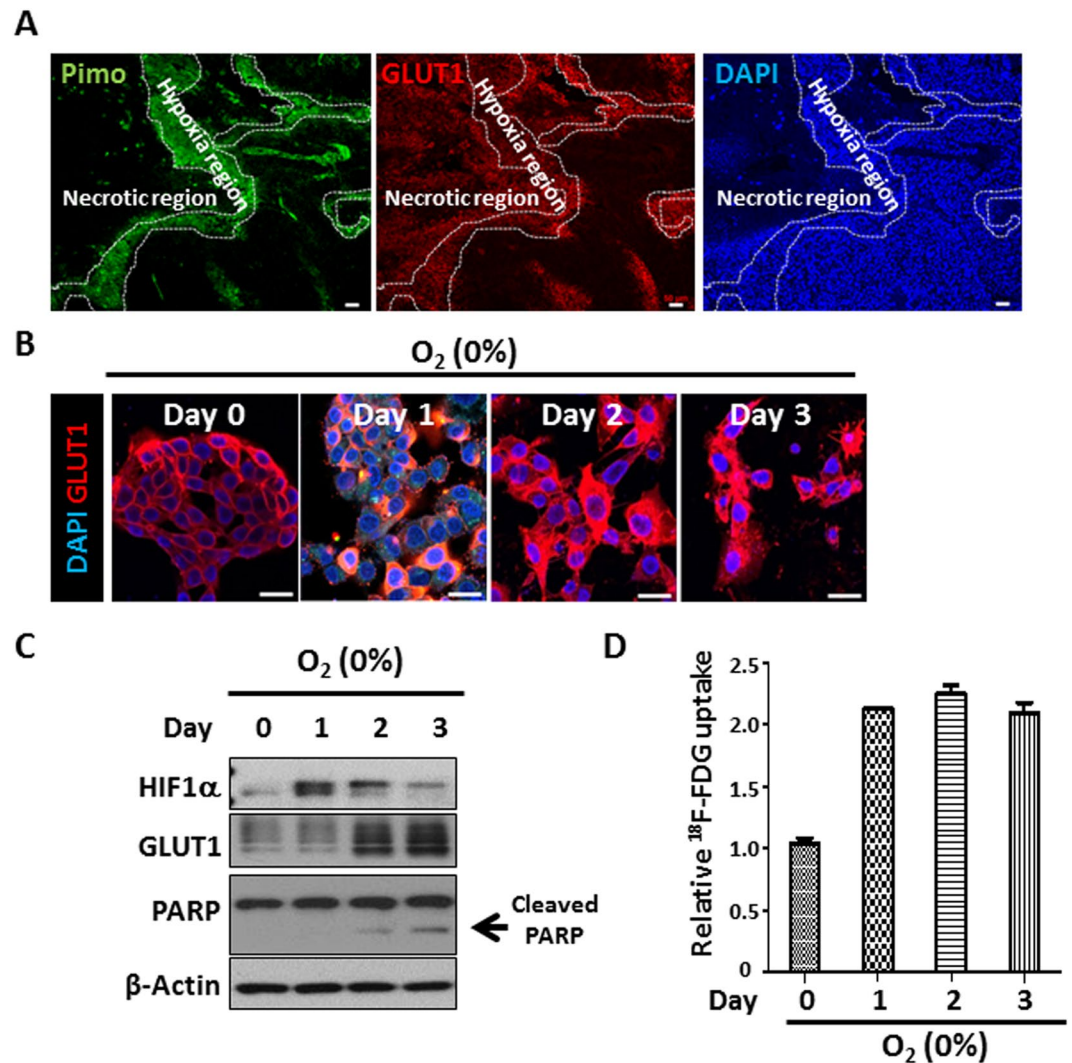 A
Pimo
Hypoxia region
Necrotic region
GLUT1
Hypoxia region
Necrotic region
DAPI
Hypoxia region
Necrotic region
B
O₂ (0%)
DAPI GLUT1
Day 0
Day 1
Day 2
Day 3
C
O₂ (0%)
Day 0 1 2 3
HIF1α
GLUT1
PARP
Cleaved
PARP
β-Actin
D
Relative ¹⁸F-FDG uptake
2.5
2.0
1.5
1.0
0.5
0
Day 0 1 2 3
O₂ (0%)